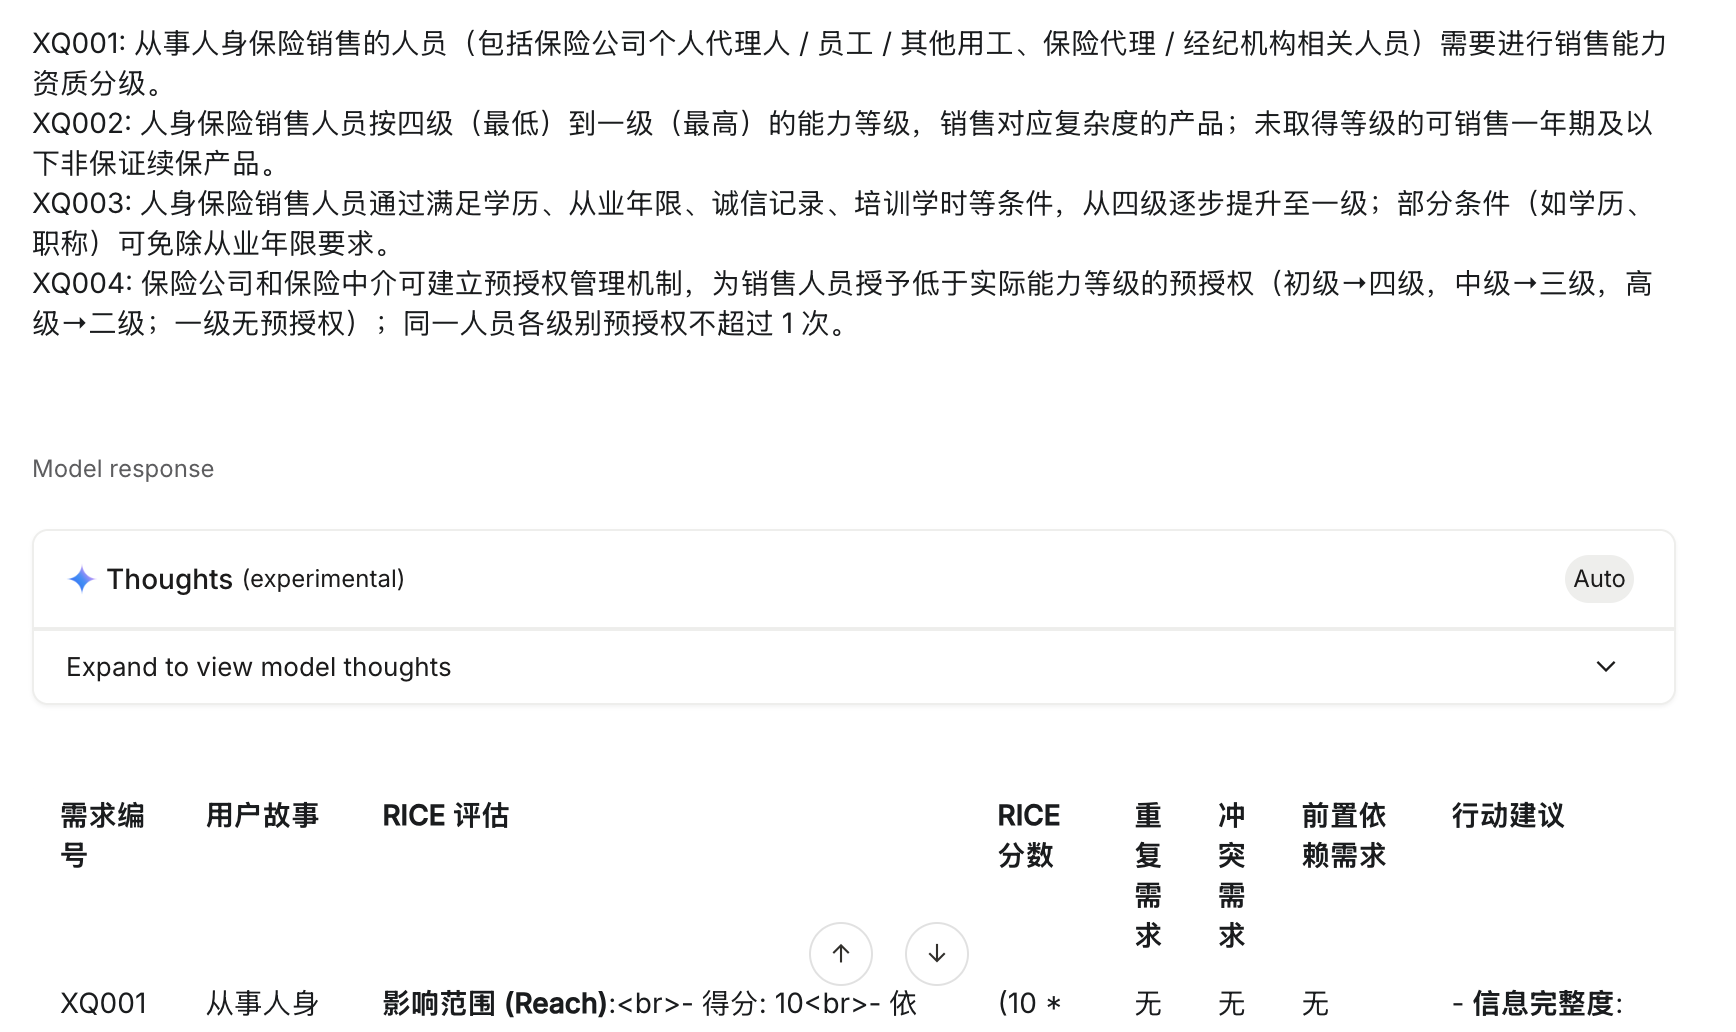 XQ001: 从事人身保险销售的人员（包括保险公司个人代理人 / 员工 / 其他用工、保险代理 / 经纪机构相关人员）需要进行销售能力
资质分级。
XQ002: 人身保险销售人员按四级（最低）到一级（最高）的能力等级，销售对应复杂度的产品；未取得等级的可销售一年期及以
下非保证续保产品。
XQ003: 人身保险销售人员通过满足学历、从业年限、诚信记录、培训学时等条件，从四级逐步提升至一级；部分条件（如学历、
职称）可免除从业年限要求。
XQ004: 保险公司和保险中介可建立预授权管理机制，为销售人员授予低于实际能力等级的预授权（初级→四级，中级→三级，高
级→二级；一级无预授权）；同一人员各级别预授权不超过 1 次。
Model response
Thoughts (experimental)
Auto
Expand to view model thoughts
需求编号
用户故事
RICE 评估
RICE 分数
重复需求
冲突需求
前置依赖需求
行动建议
XQ001
从事人身
影响范围 (Reach):<br>- 得分: 10<br>- 依
(10 *
无
无
无
- 信息完整度: